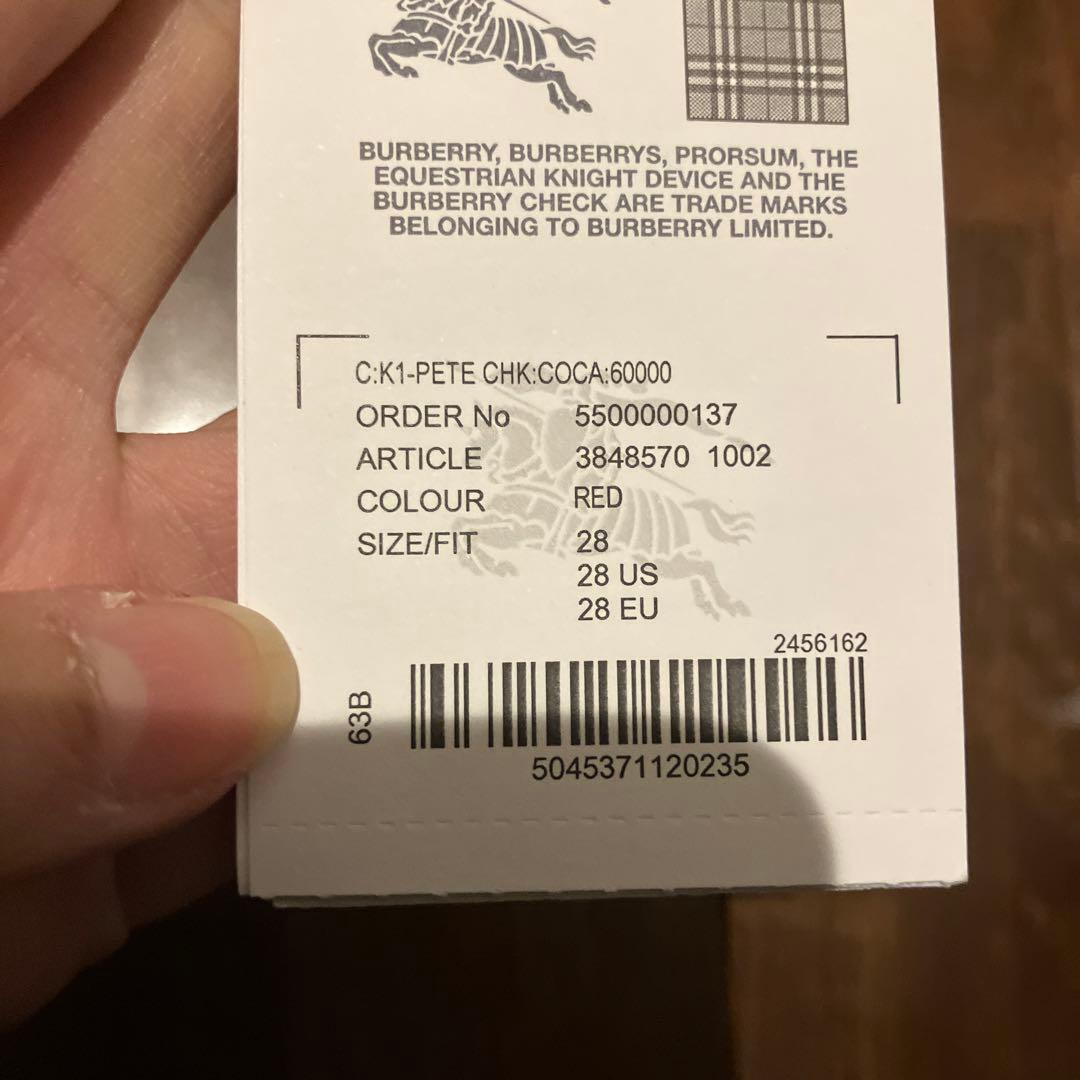 BURBERRY, BURBERRYS, PRORSUM, THE
EQUESTRIAN KNIGHT DEVICE AND THE
BURBERRY CHECK ARE TRADE MARKS
BELONGING TO BURBERRY LIMITED.
C:K1-PETE CHK:COCA:60000
ORDER No 5500000137
ARTICLE 3848570 1002
COLOUR RED
SIZE/FIT 28
28 US
28 EU
2456162
63B
5045371120235